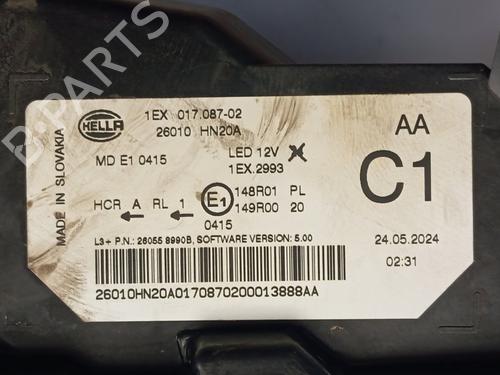 B-PARTS
MADE IN SLOVAKIA
HELLA
1EX 017.087-02
26010 HN20A
MD E1 0415
LED 12V X
1EX.2993
HCR A RL 1
E1
148R01 PL
149R00 20
0415
L3+ P.N.: 26055 8990B, SOFTWARE VERSION: 5.00
26010HN20A01708702000013888AA
AA
C1
24.05.2024
02:31